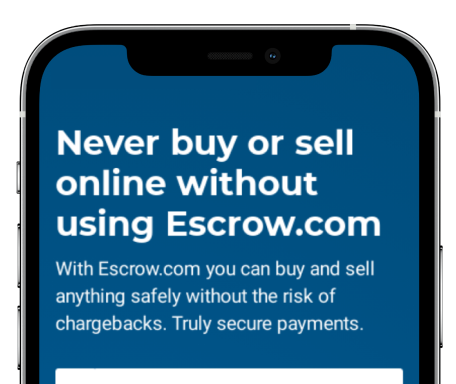 Never buy or sell
online without
using Escrow.com
With Escrow.com you can buy and sell
anything safely without the risk of
chargebacks. Truly secure payments.